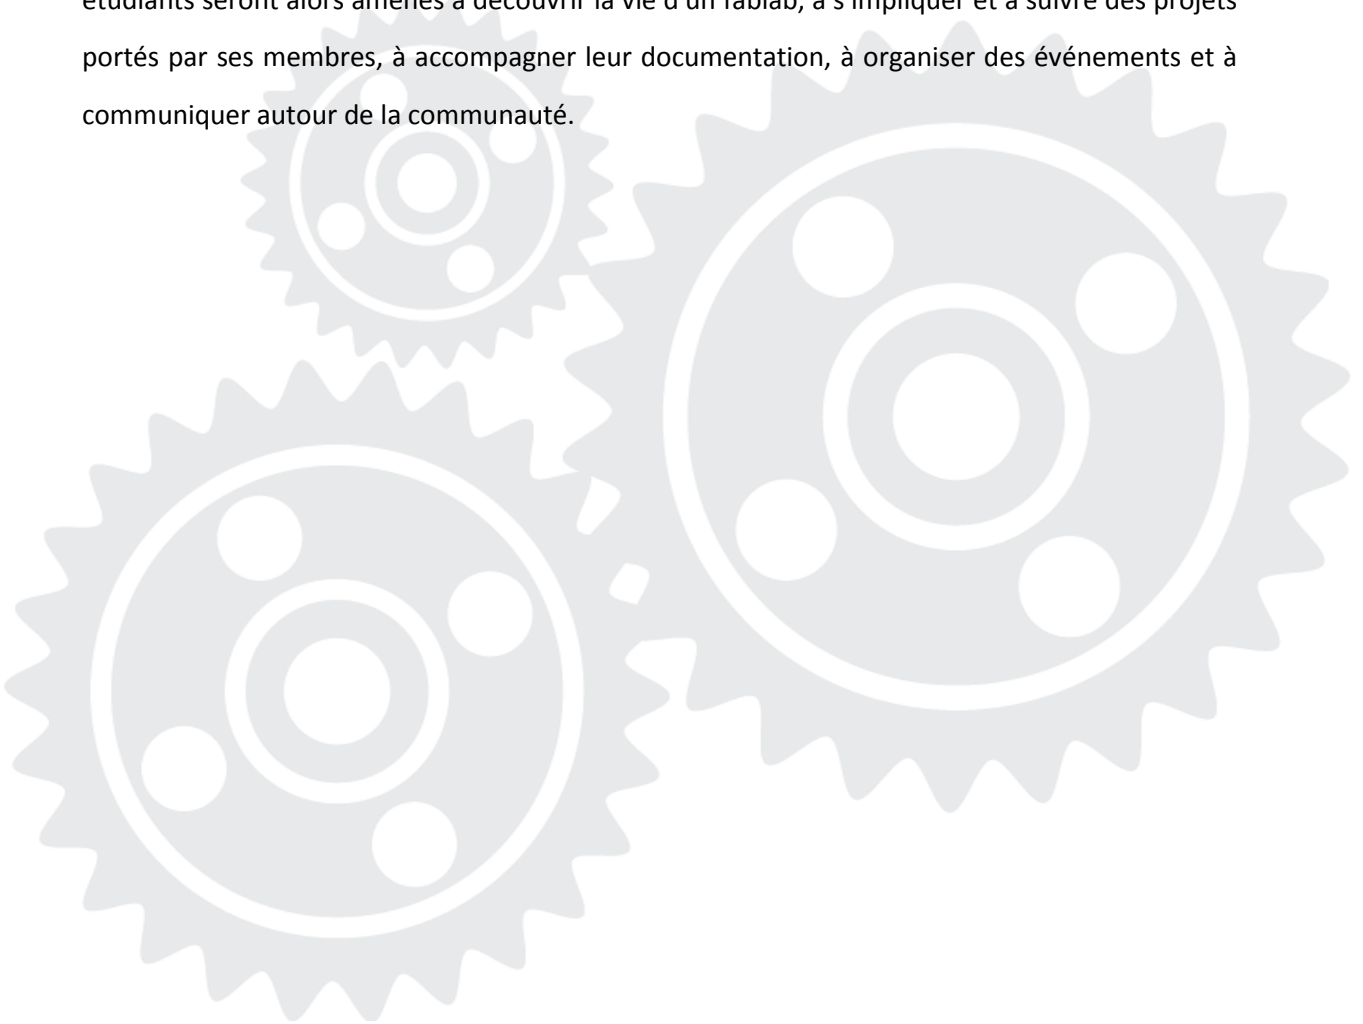 étudiants seront alors amenés à découvrir la vie d'un fablab, à s'impliquer et à suivre des projets
portés par ses membres, à accompagner leur documentation, à organiser des événements et à
communiquer autour de la communauté.